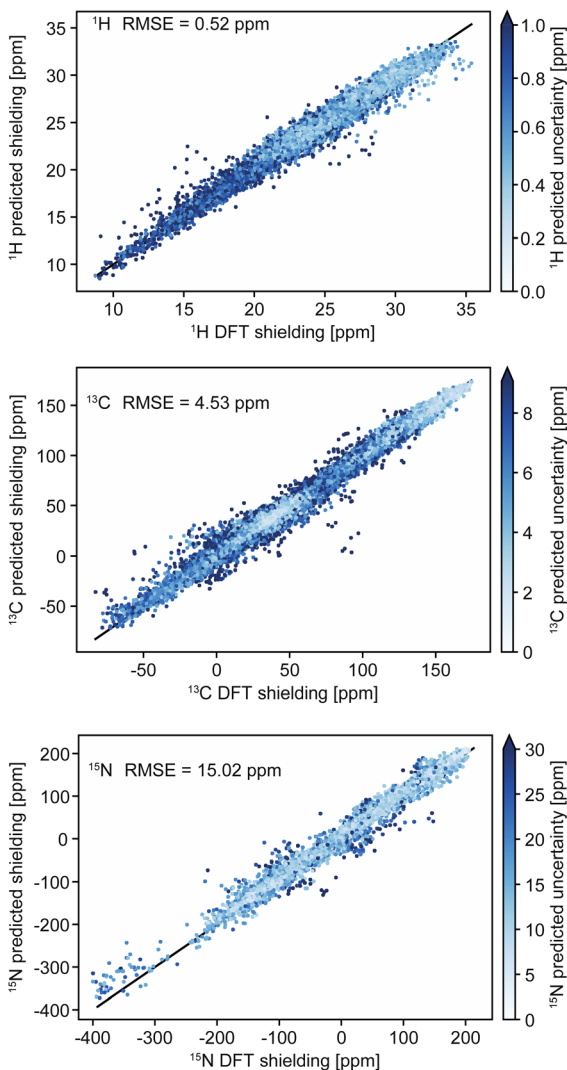 ¹H RMSE = 0.52 ppm
35
30
25
20
15
10
¹H predicted shielding [ppm]
10 15 20 25 30 35
¹H DFT shielding [ppm]
1.0
0.8
0.6
0.4
0.2
0.0
¹H predicted uncertainty [ppm]
¹³C RMSE = 4.53 ppm
150
100
50
0
-50
¹³C predicted shielding [ppm]
-50 0 50 100 150
¹³C DFT shielding [ppm]
8
6
4
2
0
¹³C predicted uncertainty [ppm]
¹⁵N RMSE = 15.02 ppm
200
100
0
-100
-200
-300
-400
¹⁵N predicted shielding [ppm]
-400 -300 -200 -100 0 100 200
¹⁵N DFT shielding [ppm]
30
25
20
15
10
5
0
¹⁵N predicted uncertainty [ppm]